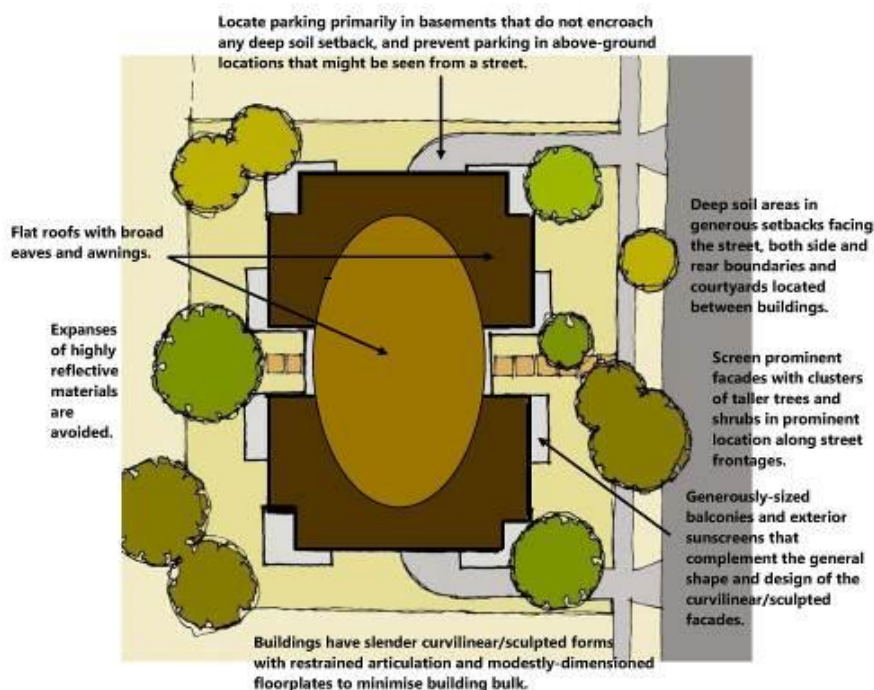 Locate parking primarily in basements that do not encroach
any deep soil setback, and prevent parking in above-ground
locations that might be seen from a street.
Flat roofs with broad
eaves and awnings.
Deep soil areas in
generous setbacks facing
the street, both side and
rear boundaries and
courtyards located
between buildings.
Expanses
of highly
reflective
materials
are
avoided.
Screen prominent
facades with clusters
of taller trees and
shrubs in prominent
location along street
frontages.
Generously-sized
balconies and exterior
sunscreens that
complement the general
shape and design of the
curvilinear/sculpted
facades.
Buildings have slender curvilinear/sculpted forms
with restrained articulation and modestly-dimensioned
floorplates to minimise building bulk.